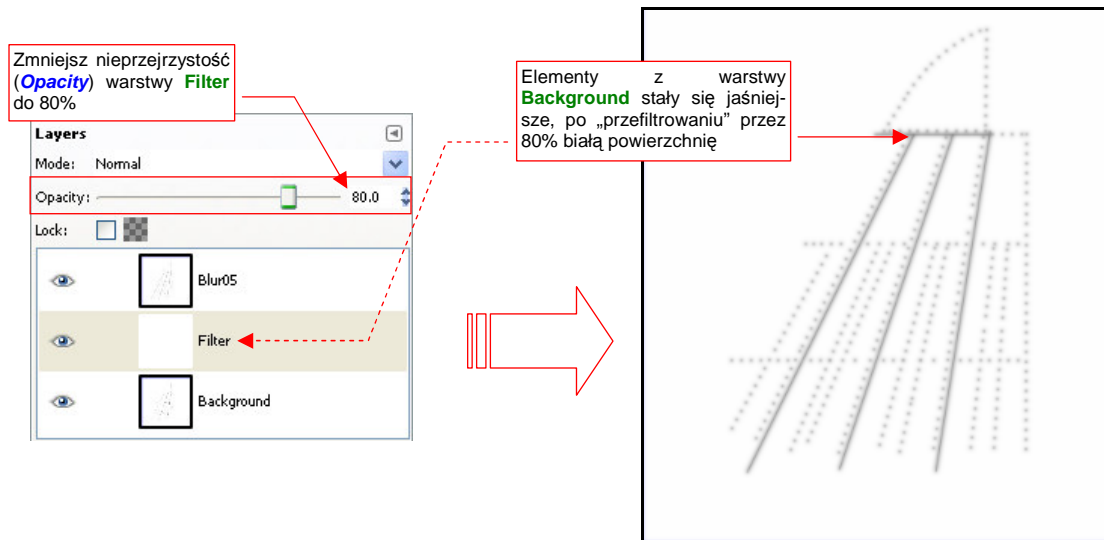 Zmniejsz nieprzejrzystość
(Opacity) warstwy Filter
do 80%
Elementy z warstwy
Background stały się jaśniej-
sze, po „przefiltrowaniu” przez
80% białą powierzchnię
Layers
Mode: Normal
Opacity: 80.0
Lock:
Blur05
Filter
Background